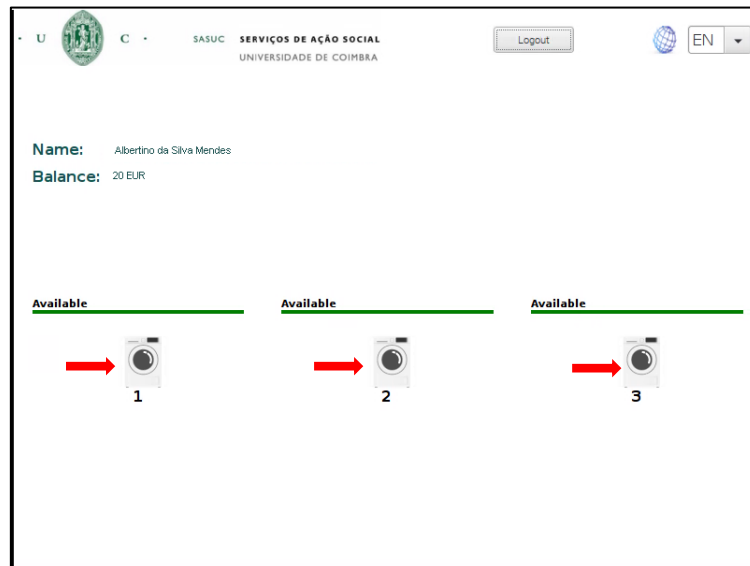 · U C · SASUC SERVIÇOS DE AÇÃO SOCIAL
UNIVERSIDADE DE COIMBRA
Logout
EN
Name: Albertino da Silva Mendes
Balance: 20 EUR
Available Available Available
1 2 3